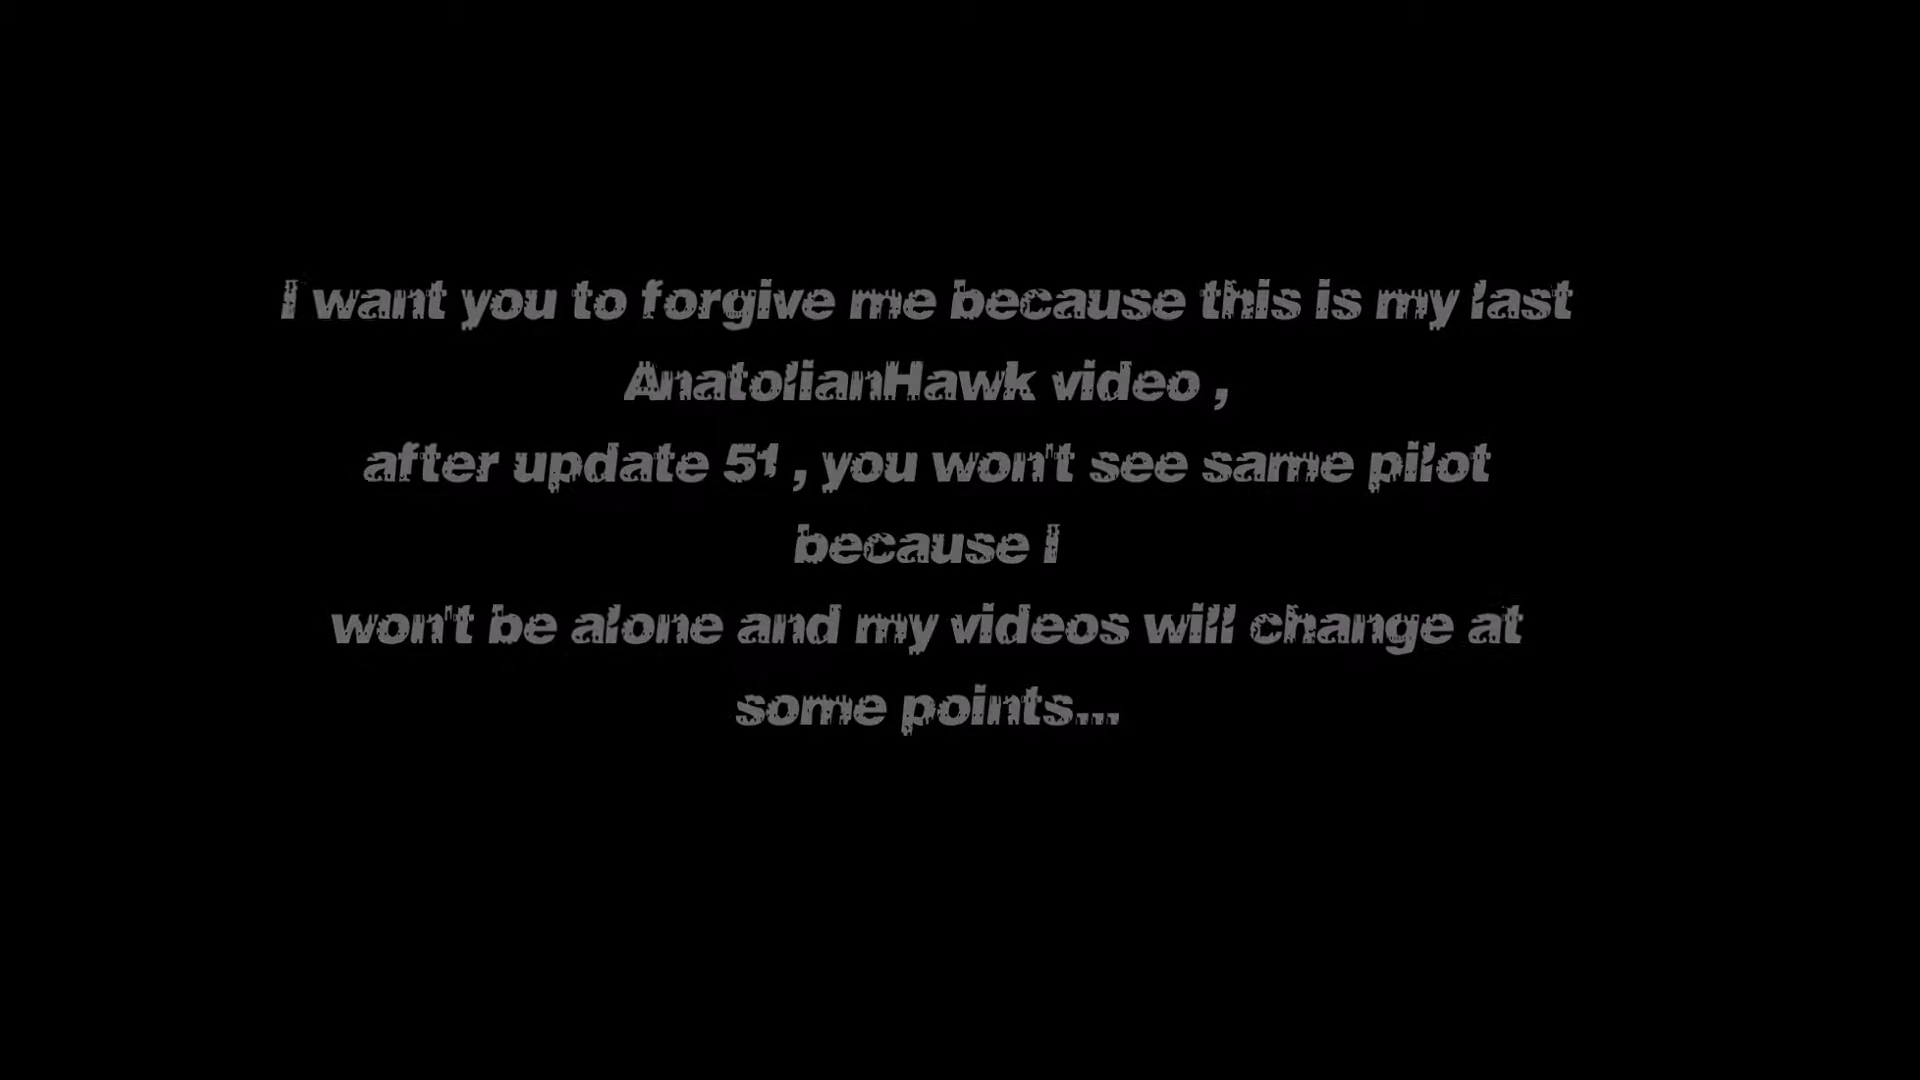 I want you to forgive me because this is my last
AnatolianHawk video ,
after update 51 , you won't see same pilot
because I
won't be alone and my videos will change at
some points...